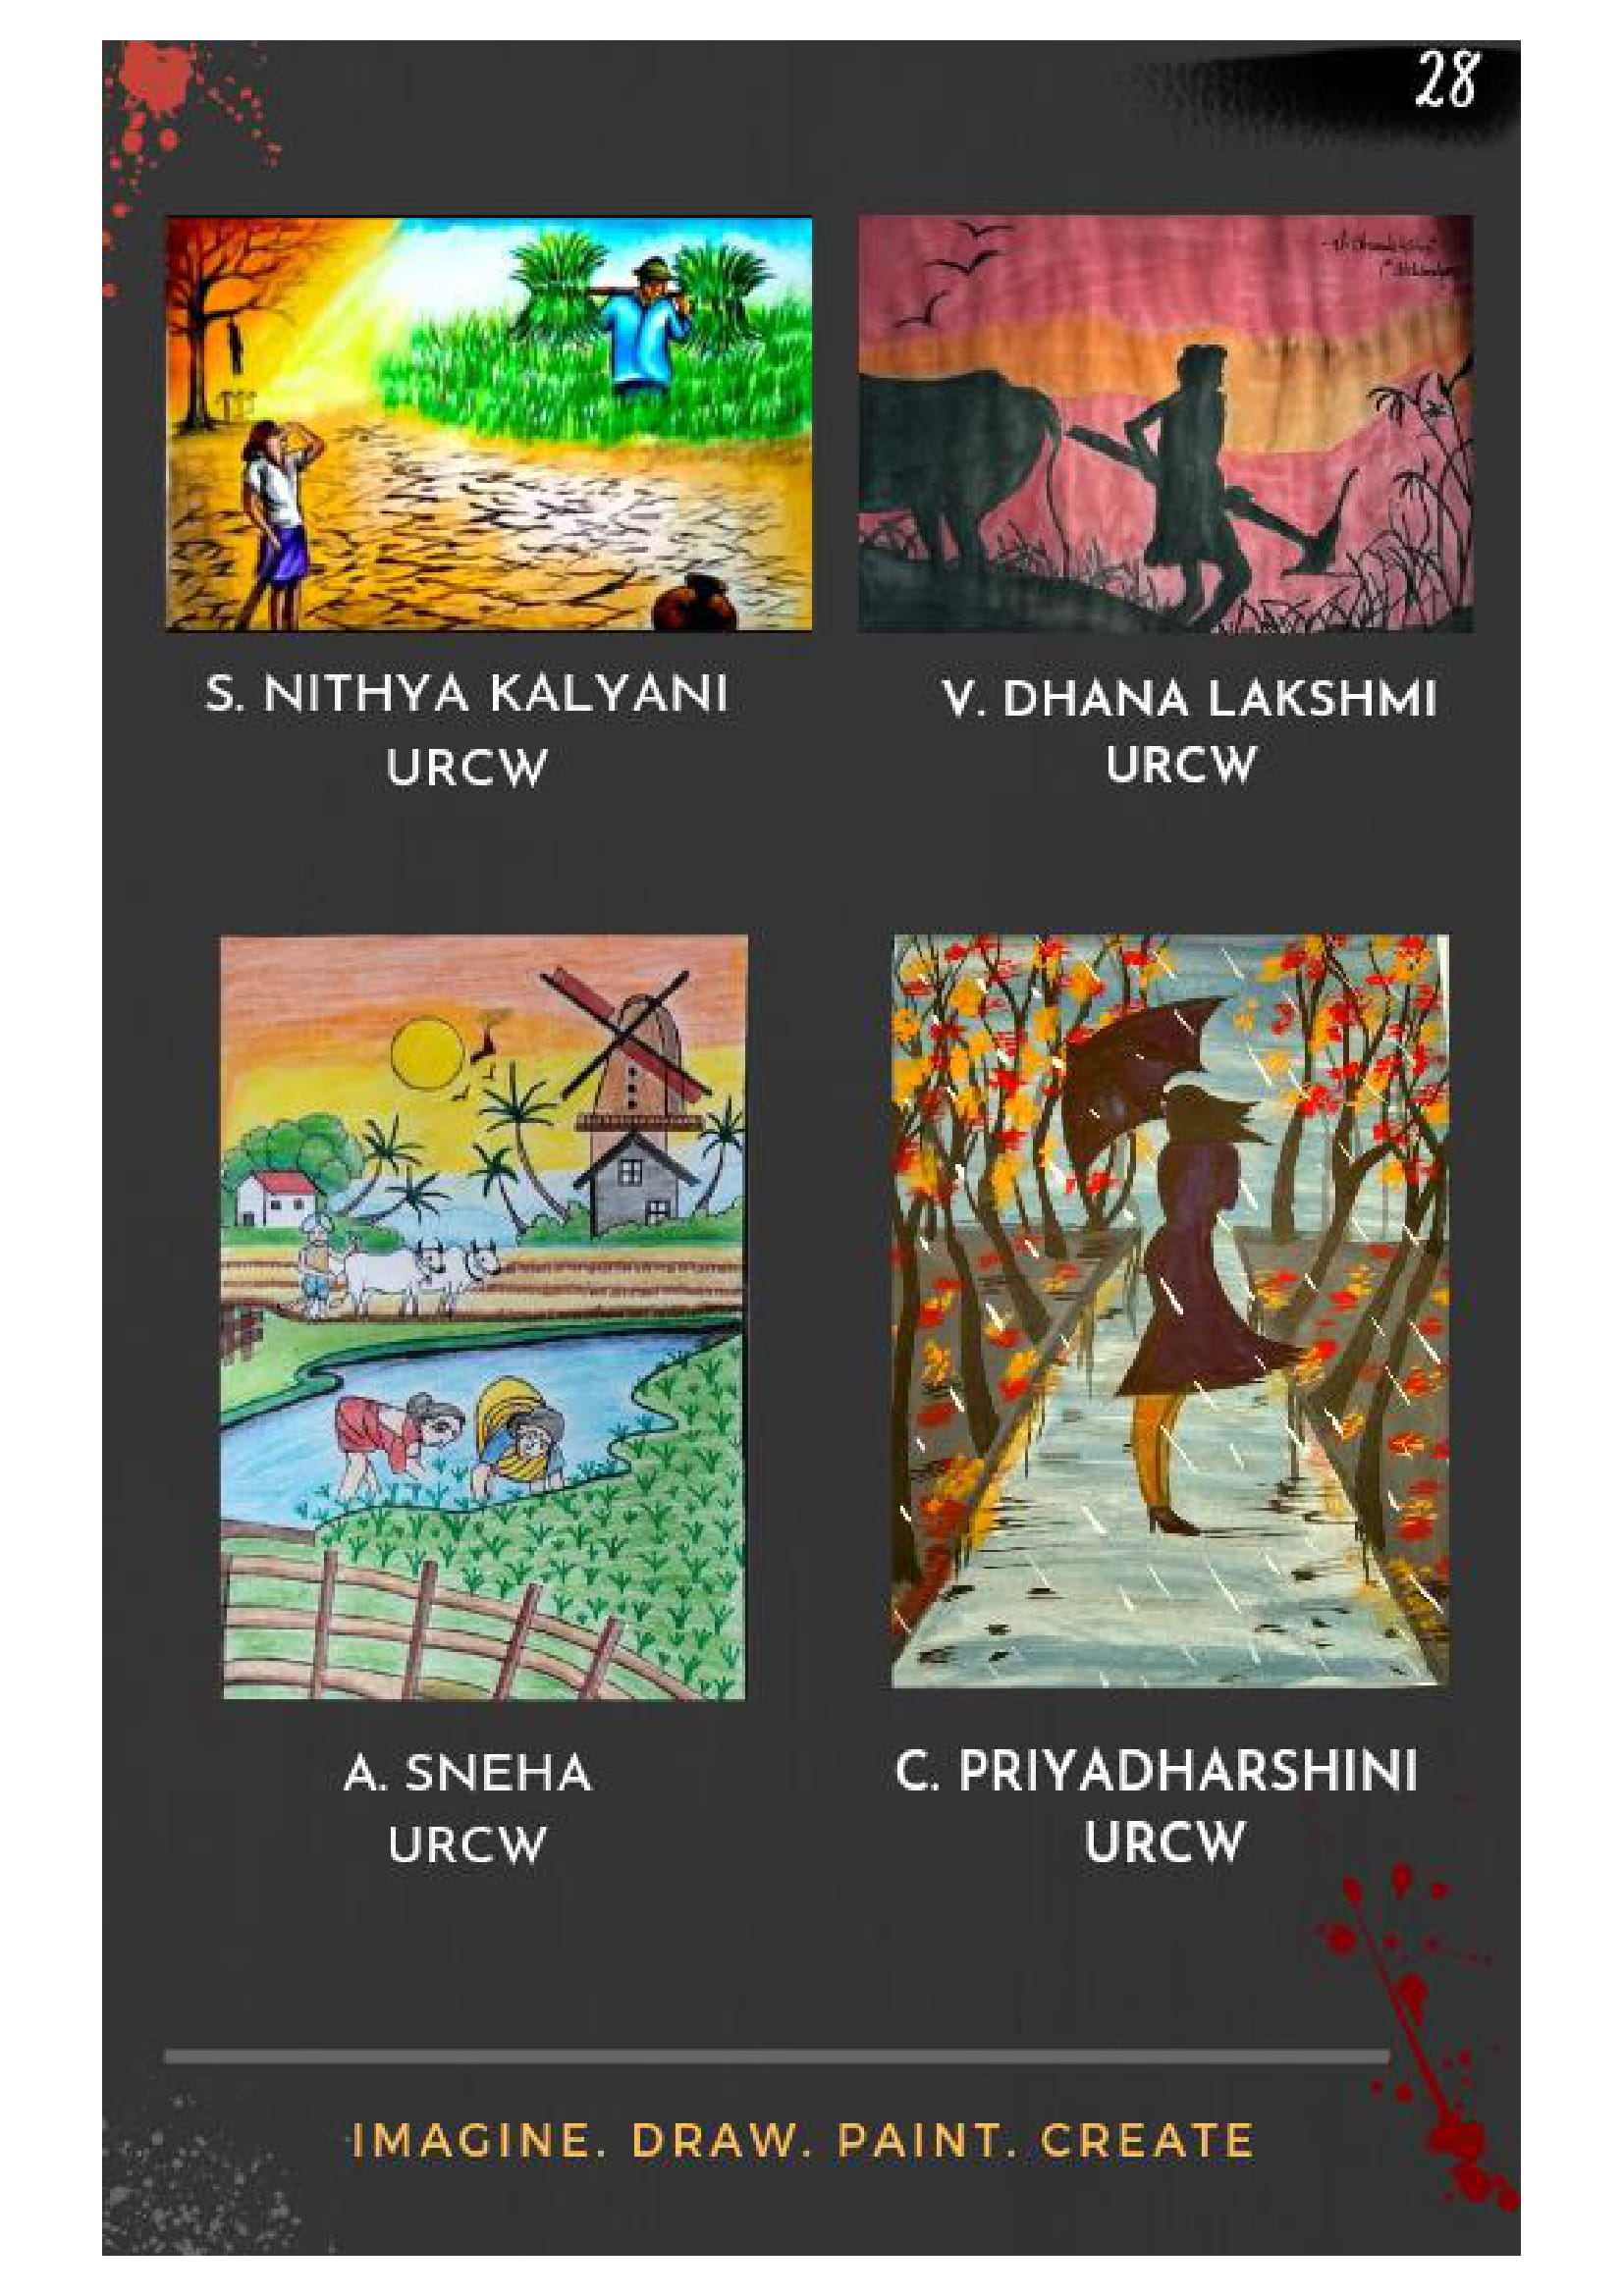 28
S. NITHYA KALYANI
URCW
V. DHANA LAKSHMI
URCW
A. SNEHA
URCW
C. PRIYADHARSHINI
URCW
IMAGINE. DRAW. PAINT. CREATE